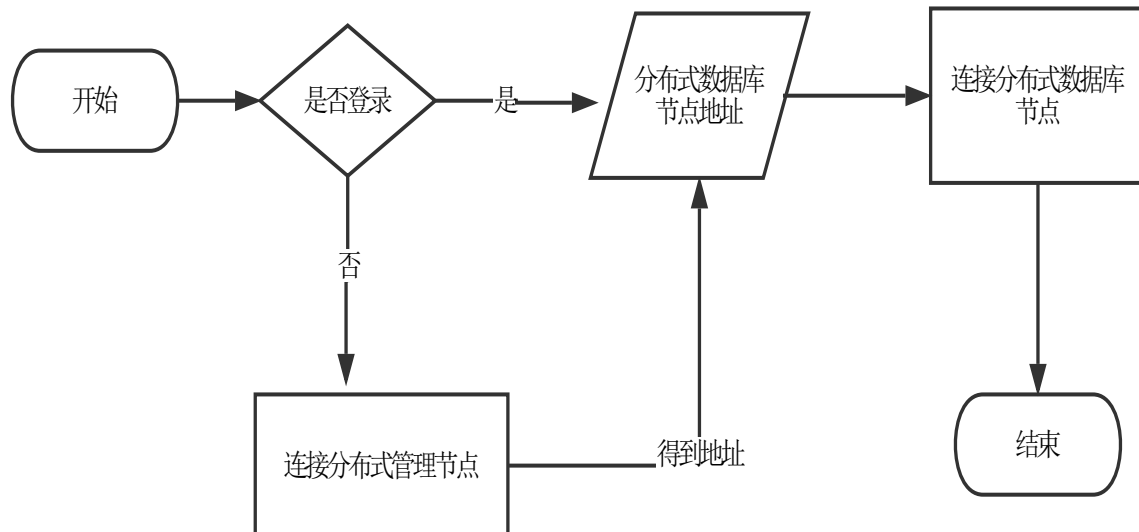 开始
是否登录
是
分布式数据库
节点地址
连接分布式数据库
节点
否
连接分布式管理节点
得到地址
结束